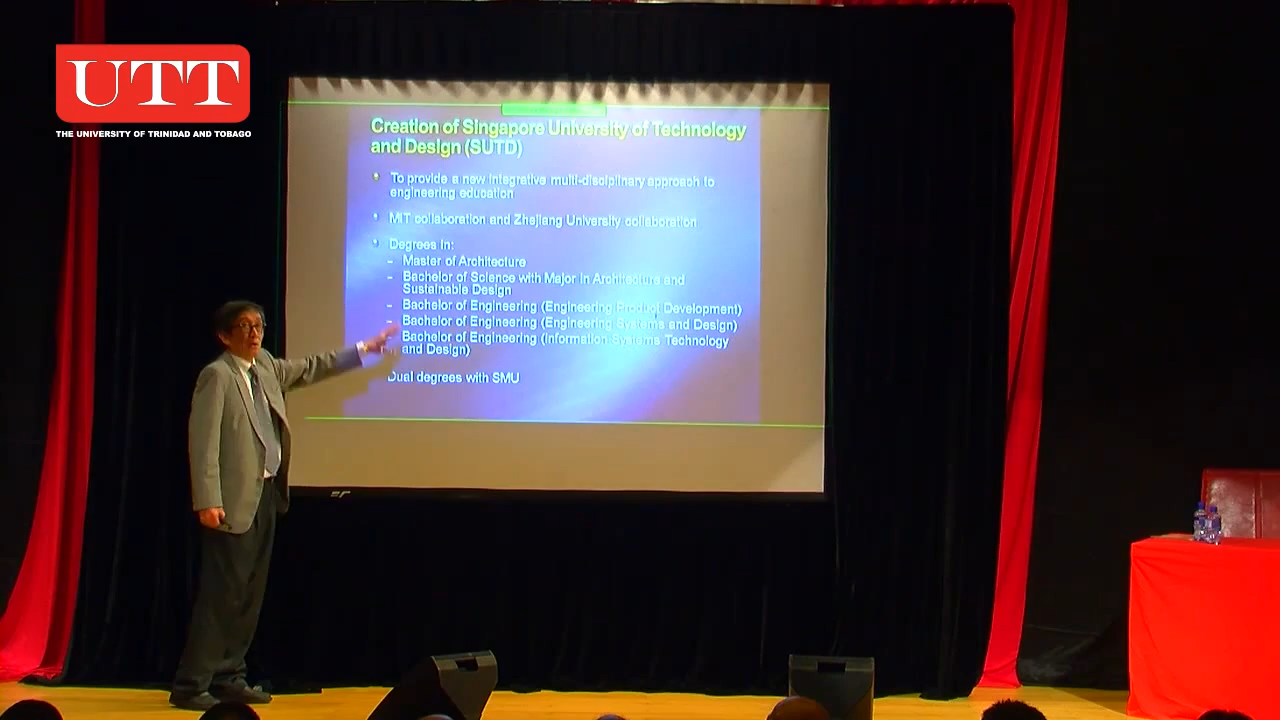 UTT
THE UNIVERSITY OF TRINIDAD AND TOBAGO
Creation of Singapore University of Technology
and Design (SUTD)
To provide a new integrative multi-disciplinary approach to
engineering education
MIT collaboration and Zhejiang University collaboration
Degrees in:
- Master of Architecture
- Bachelor of Science with Major in Architecture and
Sustainable Design
- Bachelor of Engineering (Engineering Product Development)
- Bachelor of Engineering (Engineering Systems and Design)
Bachelor of Engineering (Information Systems Technology
and Design)
Dual degrees with SMU